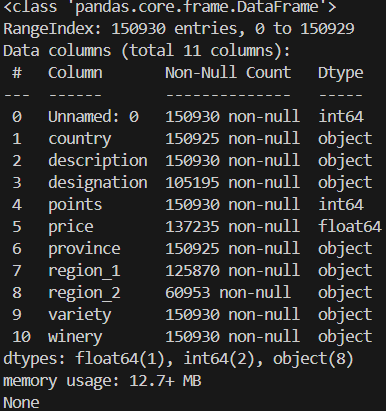 <class 'pandas.core.frame.DataFrame'>
RangeIndex: 150930 entries, 0 to 150929
Data columns (total 11 columns):
 #   Column       Non-Null Count   Dtype
---  ------       --------------   -----
 0   Unnamed: 0   150930 non-null  int64
 1   country      150925 non-null  object
 2   description  150930 non-null  object
 3   designation  105195 non-null  object
 4   points       150930 non-null  int64
 5   price        137235 non-null  float64
 6   province     150925 non-null  object
 7   region_1     125870 non-null  object
 8   region_2     60953 non-null   object
 9   variety      150930 non-null  object
 10  winery       150930 non-null  object
dtypes: float64(1), int64(2), object(8)
memory usage: 12.7+ MB
None